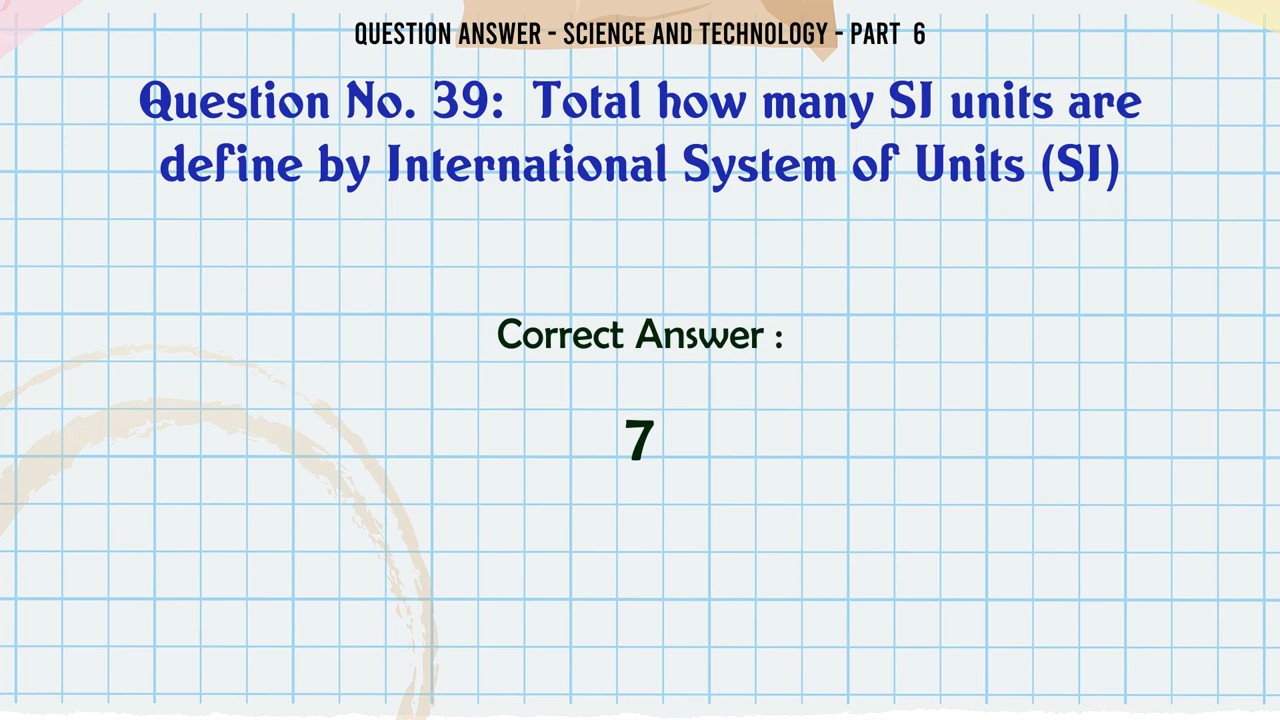 QUESTION ANSWER - SCIENCE AND TECHNOLOGY - PART 6
Question No. 39: Total how many SI units are
define by International System of Units (SI)
Correct Answer :
7